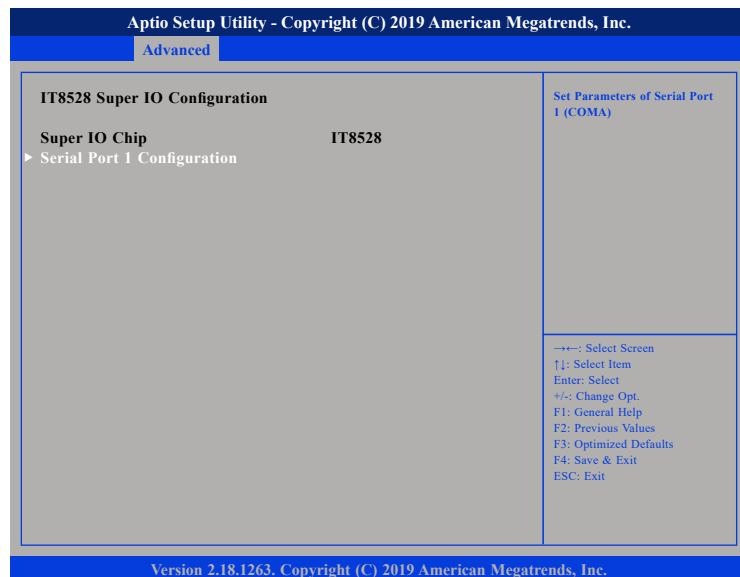 Aptio Setup Utility - Copyright (C) 2019 American Megatrends, Inc.
Advanced
IT8528 Super IO Configuration
Super IO Chip IT8528
Serial Port 1 Configuration
Set Parameters of Serial Port
1 (COMA)
→←: Select Screen
↑↓: Select Item
Enter: Select
+/-: Change Opt.
F1: General Help
F2: Previous Values
F3: Optimized Defaults
F4: Save & Exit
ESC: Exit
Version 2.18.1263. Copyright (C) 2019 American Megatrends, Inc.